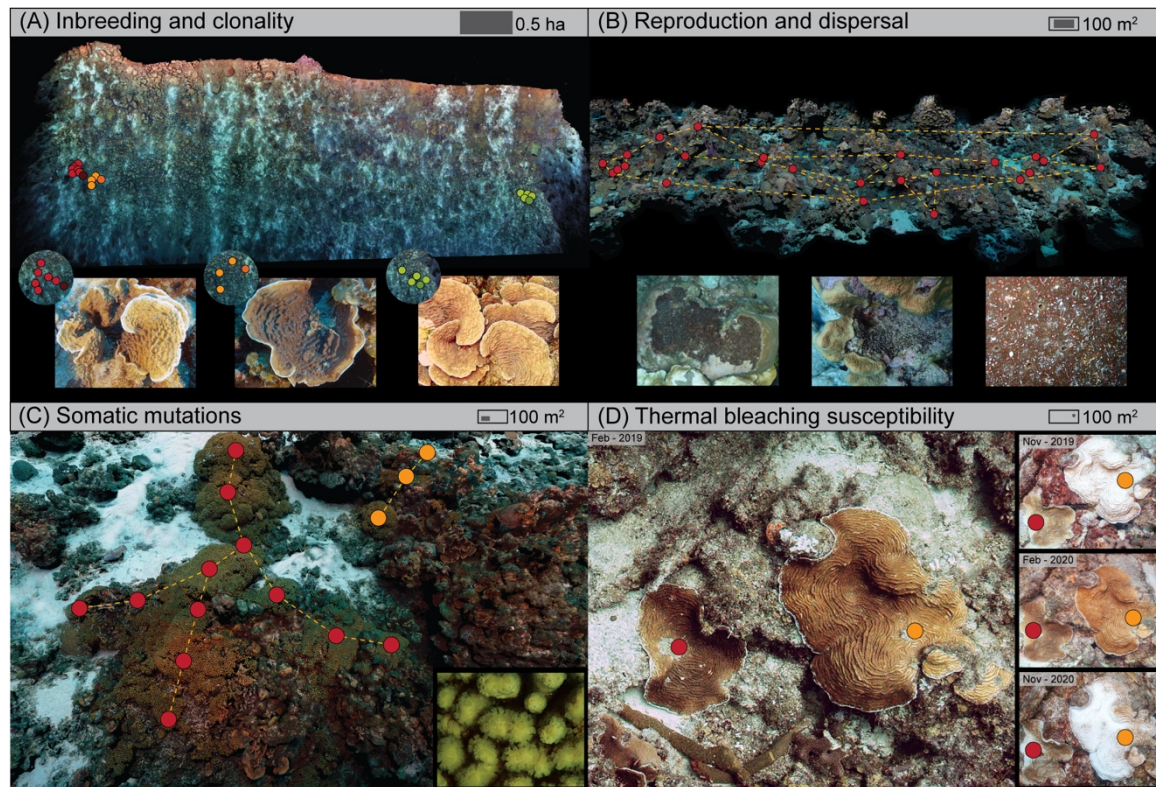 (A) Inbreeding and clonality
0.5 ha
(B) Reproduction and dispersal
100 m²
(C) Somatic mutations
100 m²
(D) Thermal bleaching susceptibility
100 m²
Feb - 2019
Nov - 2019
Feb - 2020
Nov - 2020